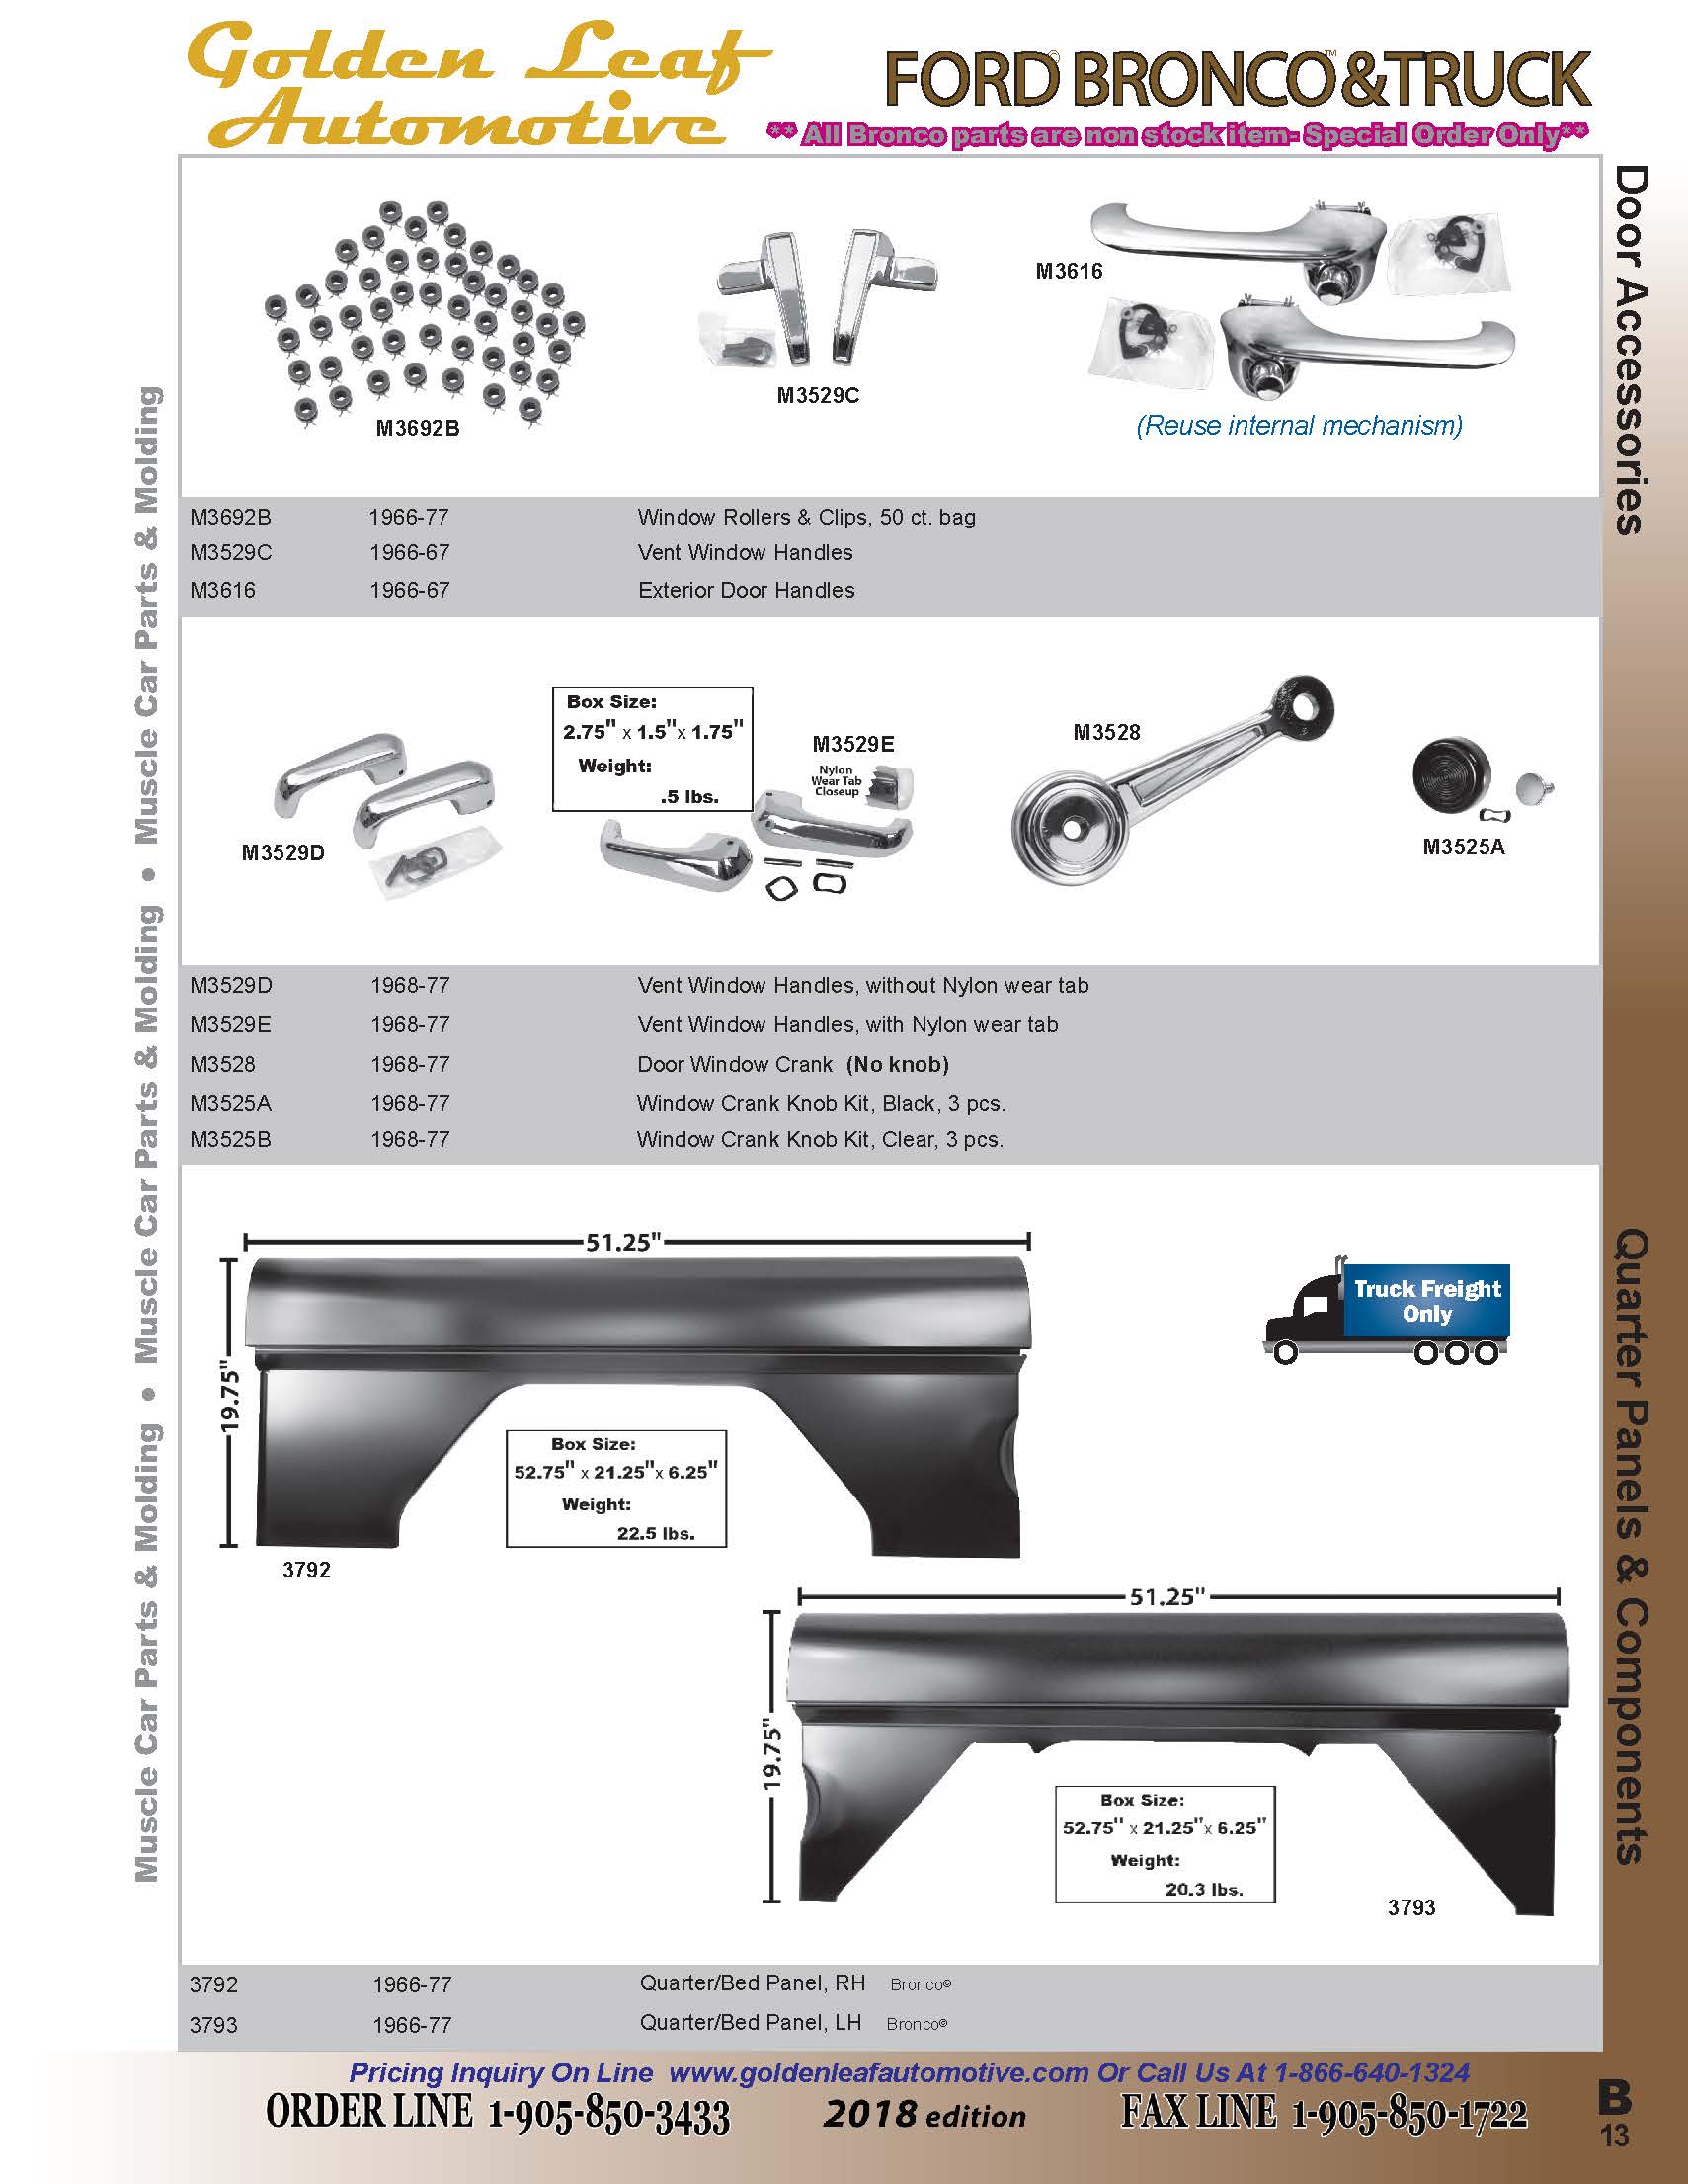 Golden Leaf
Automotive
FORD© BRONCO™&TRUCK
** All Bronco parts are non stock item- Special Order Only**
Door Accessories
Quarter Panels & Components
Muscle Car Parts & Molding • Muscle Car Parts & Molding • Muscle Car Parts & Molding
M3692B
M3529C
M3616
(Reuse internal mechanism)
M3692B 1966-77 Window Rollers & Clips, 50 ct. bag
M3529C 1966-67 Vent Window Handles
M3616 1966-67 Exterior Door Handles
M3529D
Box Size:
2.75" x 1.5"x 1.75"
Weight:
.5 lbs.
M3529E
Nylon
Wear Tab
Closeup
M3528
M3525A
M3529D 1968-77 Vent Window Handles, without Nylon wear tab
M3529E 1968-77 Vent Window Handles, with Nylon wear tab
M3528 1968-77 Door Window Crank (No knob)
M3525A 1968-77 Window Crank Knob Kit, Black, 3 pcs.
M3525B 1968-77 Window Crank Knob Kit, Clear, 3 pcs.
51.25"
19.75"
Box Size:
52.75" x 21.25"x 6.25"
Weight:
22.5 lbs.
3792
Truck Freight
Only
51.25"
19.75"
Box Size:
52.75" x 21.25"x 6.25"
Weight:
20.3 lbs.
3793
3792 1966-77 Quarter/Bed Panel, RH Bronco©
3793 1966-77 Quarter/Bed Panel, LH Bronco©
Pricing Inquiry On Line www.goldenleafautomotive.com Or Call Us At 1-866-640-1324
ORDER LINE 1-905-850-3433 2018 edition FAX LINE 1-905-850-1722
B
13